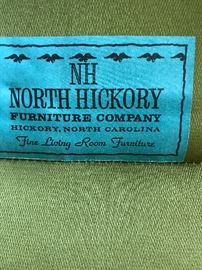 NH
NORTH HICKORY
FURNITURE COMPANY
HICKORY, NORTH CAROLINA
Fine Living Room Furniture